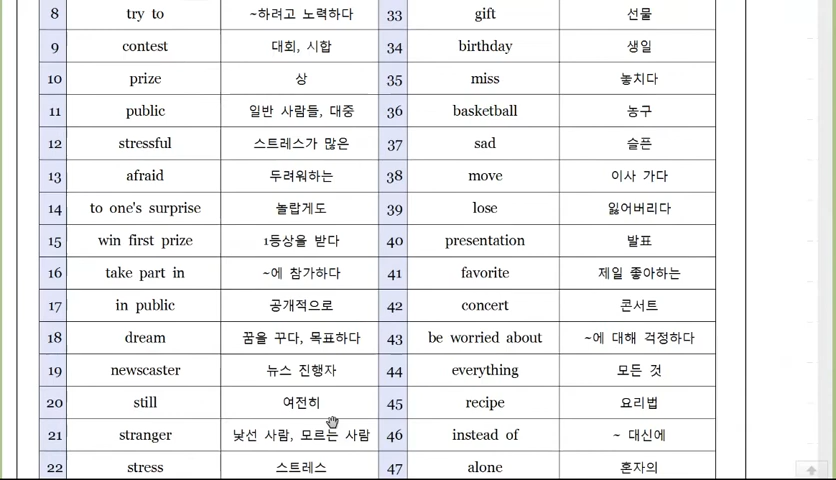 8 try to ~하려고 노력하다 33 gift 선물
9 contest 대회, 시합 34 birthday 생일
10 prize 상 35 miss 놓치다
11 public 일반 사람들, 대중 36 basketball 농구
12 stressful 스트레스가 많은 37 sad 슬픈
13 afraid 두려워하는 38 move 이사 가다
14 to one's surprise 놀랍게도 39 lose 잃어버리다
15 win first prize 1등상을 받다 40 presentation 발표
16 take part in ~에 참가하다 41 favorite 제일 좋아하는
17 in public 공개적으로 42 concert 콘서트
18 dream 꿈을 꾸다, 목표하다 43 be worried about ~에 대해 걱정하다
19 newscaster 뉴스 진행자 44 everything 모든 것
20 still 여전히 45 recipe 요리법
21 stranger 낯선 사람, 모르는 사람 46 instead of ~ 대신에
22 stress 스트레스 47 alone 혼자의